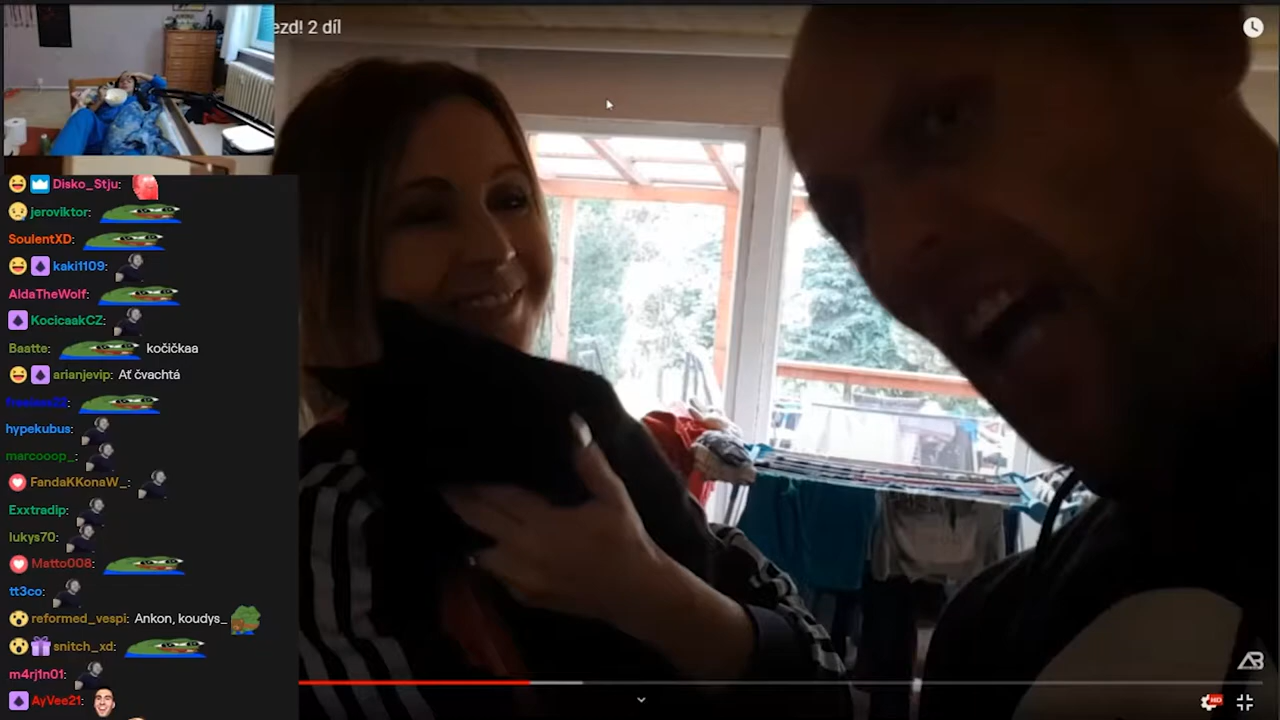 ezd! 2 díl
Disko_Stju:
jeroviktor:
SoulentXD:
kaki1109:
AldaTheWolf:
KocicaakCZ:
Baatte: kočičkaa
arianjevip: Ať čvachtá
hypekubus:
marcooop_:
FandaKKonaW_:
Exxtradip:
lukys70:
Matto008:
tt3co:
reformed_vespi: Ankon, koudys_
snitch_xd:
m4rj1n01:
AyVee21:
HD